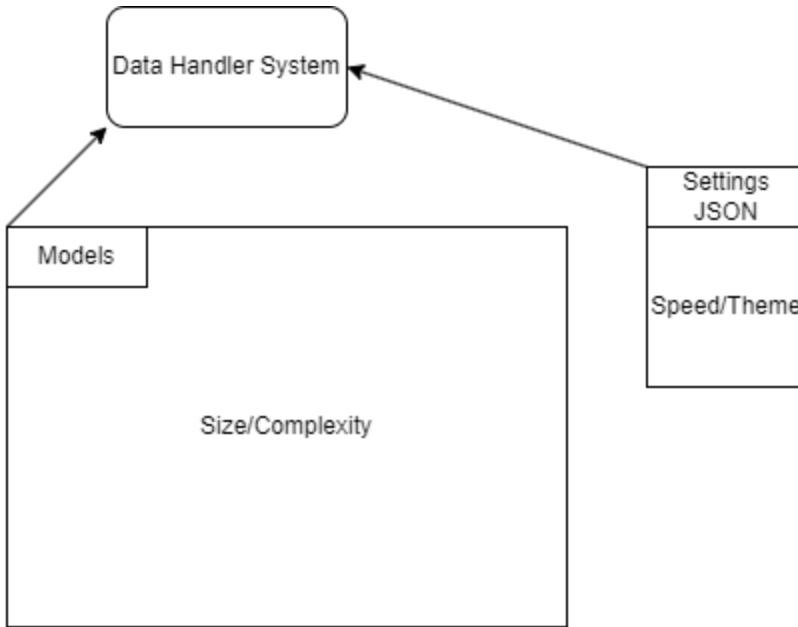 Data Handler System
Settings
JSON
Models
Speed/Theme
Size/Complexity